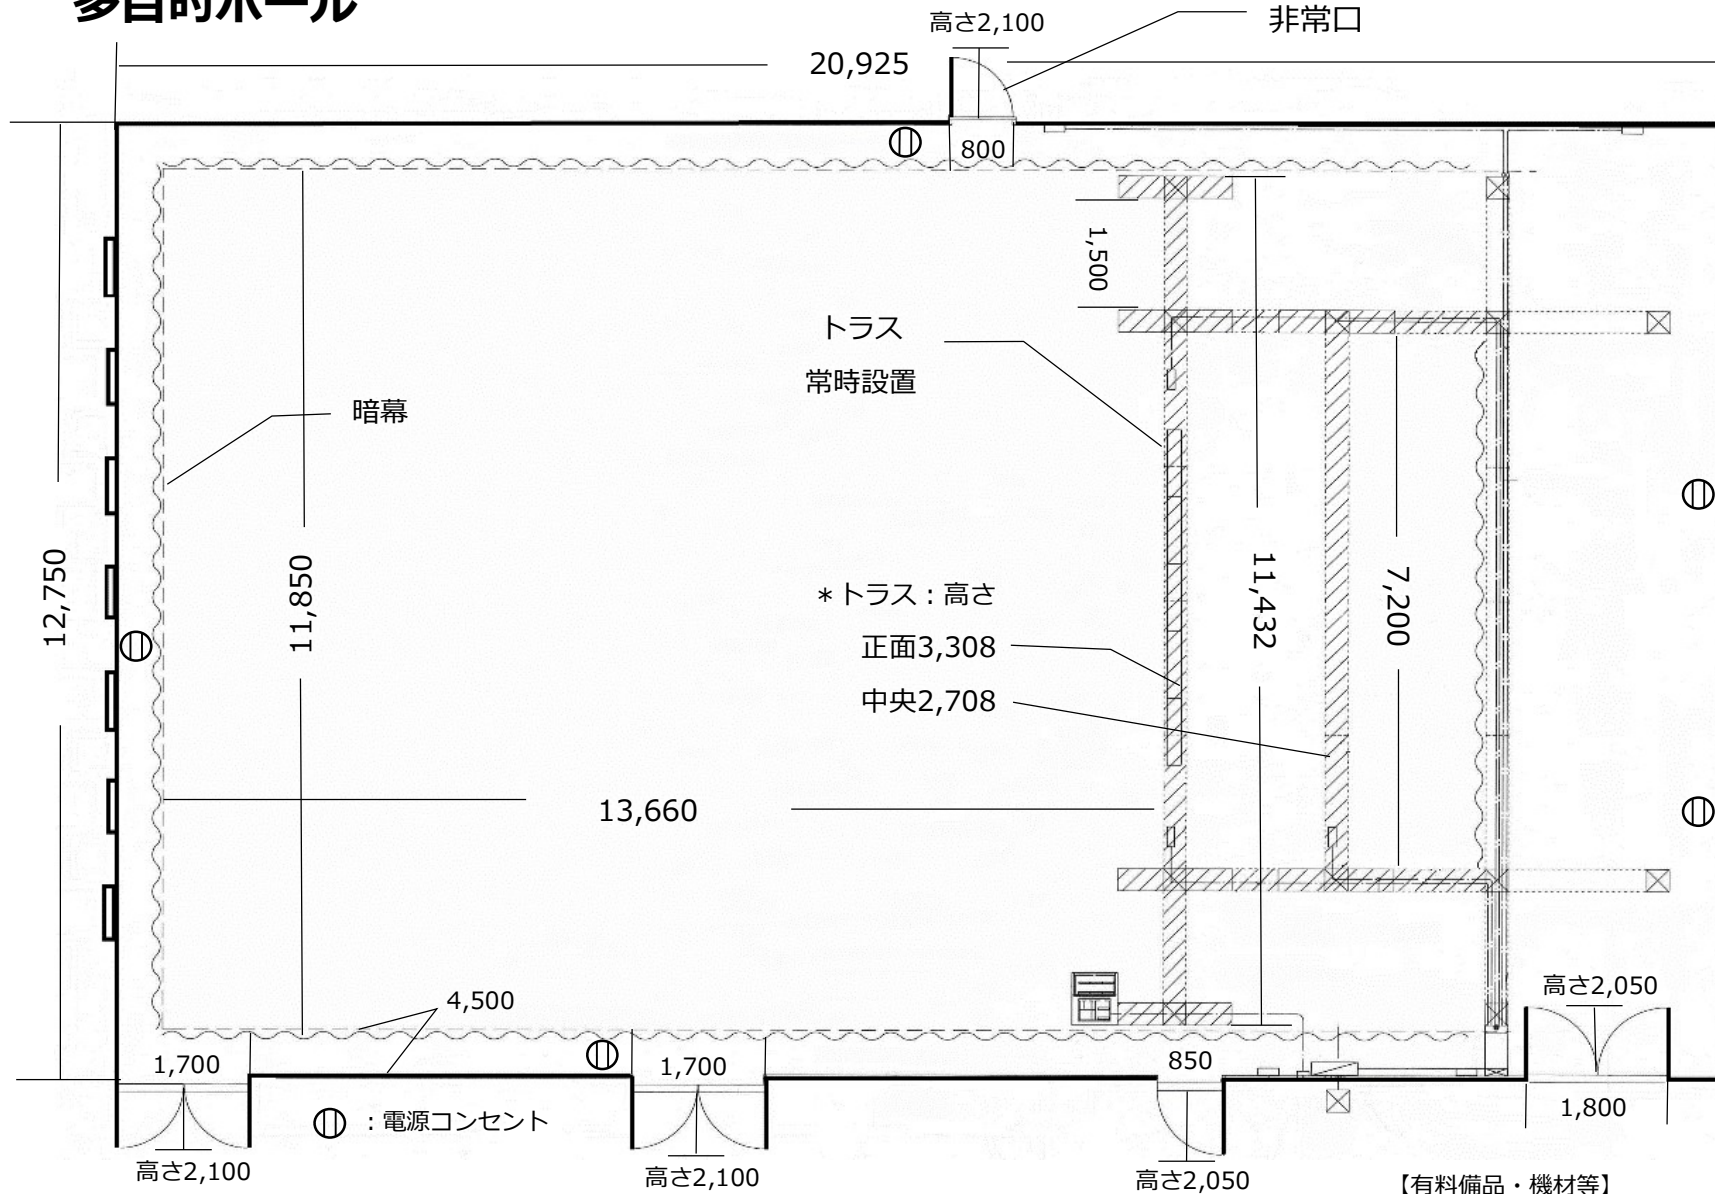 多目的ホール
高さ2,100
非常口
20,925
800
1,500
トラス
常時設置
暗幕
12,750
11,850
＊トラス：高さ
正面3,308
中央2,708
11,432
7,200
13,660
4,500
高さ2,050
1,700
1,700
850
1,800
：電源コンセント
高さ2,100
高さ2,100
高さ2,050
【有料備品・機材等】